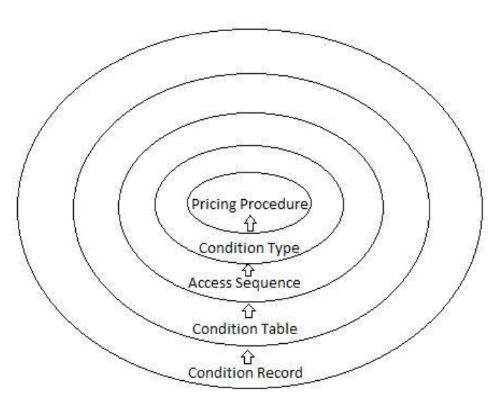 Pricing Procedure
Condition Type
Access Sequence
Condition Table
Condition Record